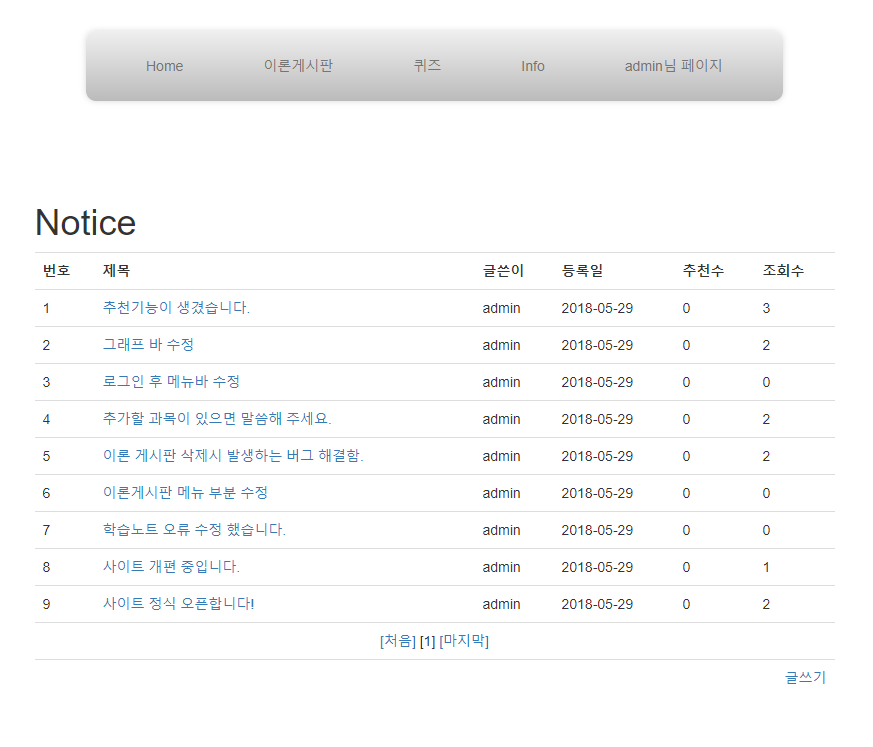 Home 이론게시판 퀴즈 Info admin님 페이지
Notice
번호 제목 글쓴이 등록일 추천수 조회수
1 추천기능이 생겼습니다. admin 2018-05-29 0 3
2 그래프 바 수정 admin 2018-05-29 0 2
3 로그인 후 메뉴바 수정 admin 2018-05-29 0 0
4 추가할 과목이 있으면 말씀해 주세요. admin 2018-05-29 0 2
5 이론 게시판 삭제시 발생하는 버그 해결함. admin 2018-05-29 0 2
6 이론게시판 메뉴 부분 수정 admin 2018-05-29 0 0
7 학습노트 오류 수정 했습니다. admin 2018-05-29 0 0
8 사이트 개편 중입니다. admin 2018-05-29 0 1
9 사이트 정식 오픈합니다! admin 2018-05-29 0 2
[처음] [1] [마지막]
글쓰기